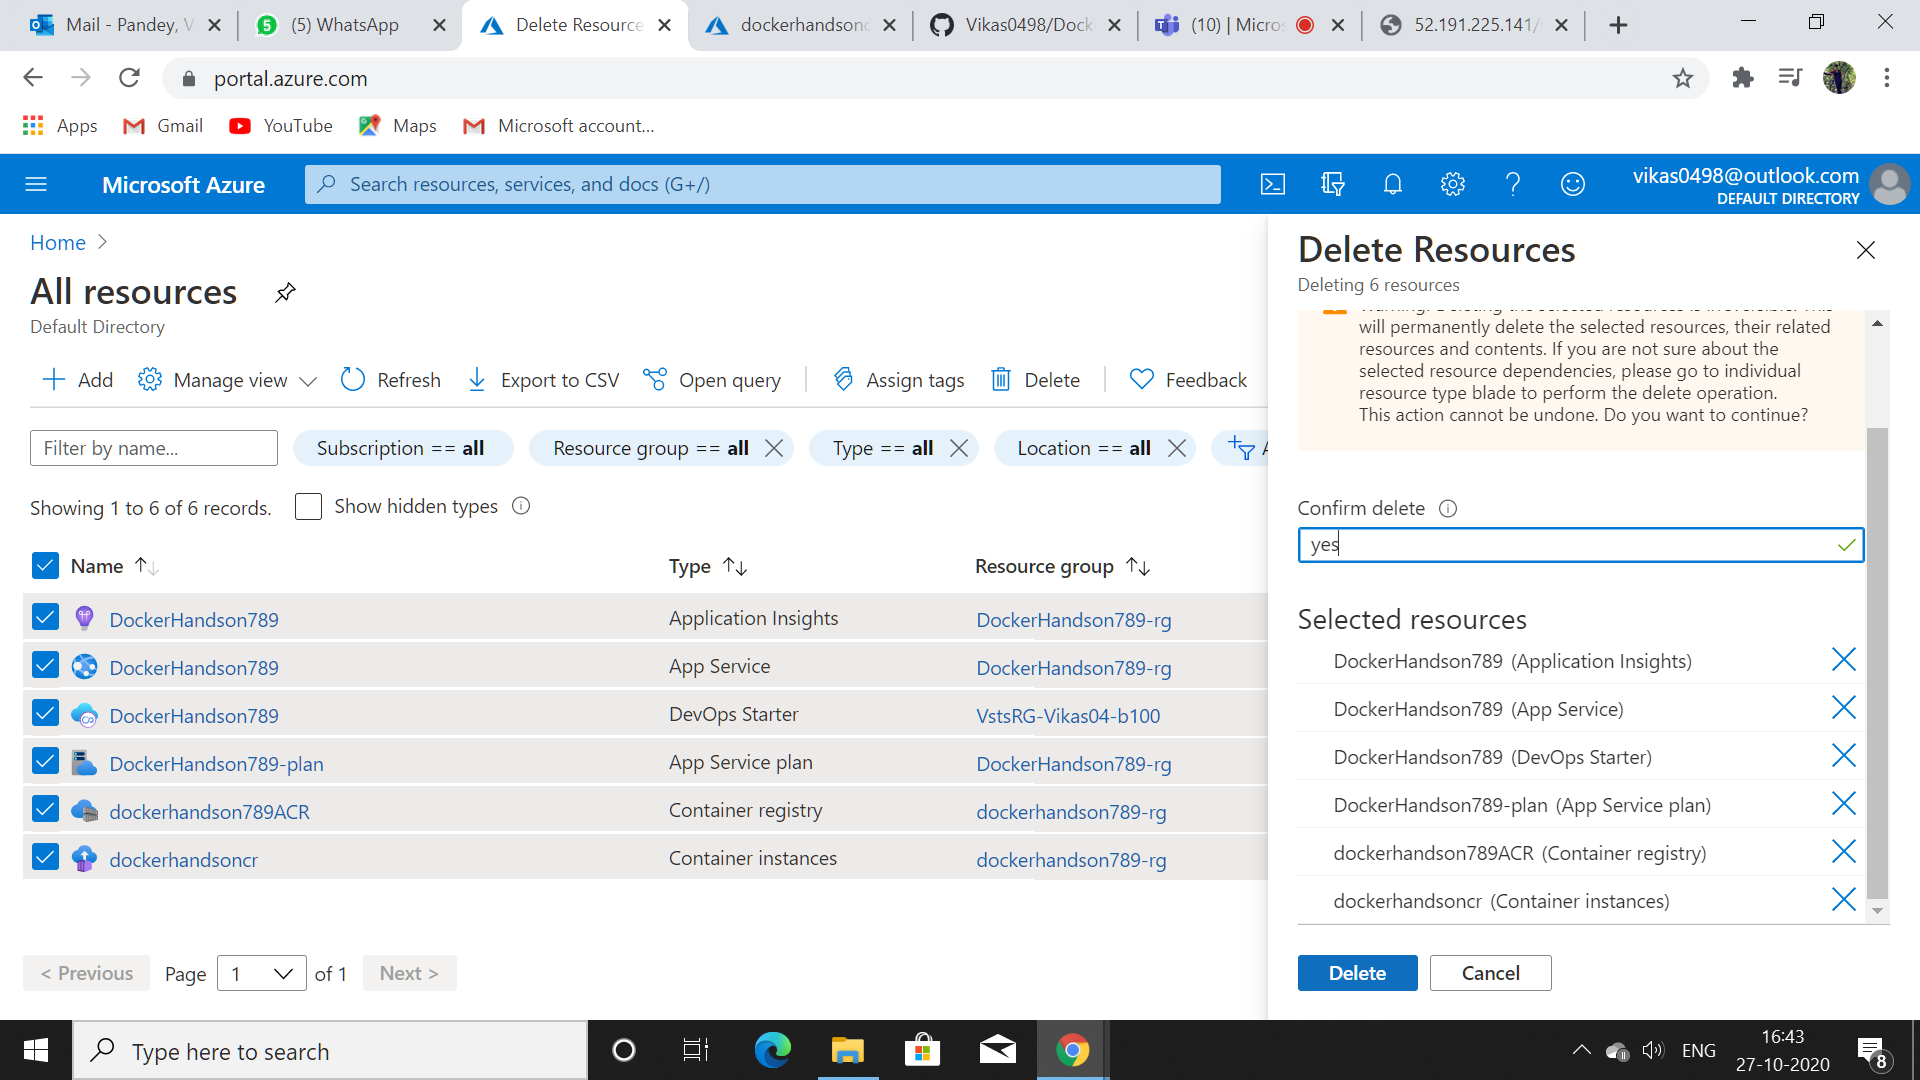 Mail - Pandey, V
(5) WhatsApp
Delete Resource
dockerhandsonc
Vikas0498/Dock
(10) | Micros
52.191.225.141/
portal.azure.com
Apps
Gmail
YouTube
Maps
Microsoft account...
Microsoft Azure
Search resources, services, and docs (G+/)
vikas0498@outlook.com
DEFAULT DIRECTORY
Home
All resources
Default Directory
Add
Manage view
Refresh
Export to CSV
Open query
Assign tags
Delete
Feedback
Filter by name...
Subscription == all
Resource group == all
Type == all
Location == all
A
Showing 1 to 6 of 6 records.
Show hidden types
Name
Type
Resource group
DockerHandson789
Application Insights
DockerHandson789-rg
DockerHandson789
App Service
DockerHandson789-rg
DockerHandson789
DevOps Starter
VstsRG-Vikas04-b100
DockerHandson789-plan
App Service plan
DockerHandson789-rg
dockerhandson789ACR
Container registry
dockerhandson789-rg
dockerhandsoncr
Container instances
dockerhandson789-rg
< Previous
Page
1
of 1
Next >
Delete Resources
Deleting 6 resources
Warning! Deleting the selected resources is irreversible. This
will permanently delete the selected resources, their related
resources and contents. If you are not sure about the
selected resource dependencies, please go to individual
resource type blade to perform the delete operation.
This action cannot be undone. Do you want to continue?
Confirm delete
yes
Selected resources
DockerHandson789 (Application Insights)
DockerHandson789 (App Service)
DockerHandson789 (DevOps Starter)
DockerHandson789-plan (App Service plan)
dockerhandson789ACR (Container registry)
dockerhandsoncr (Container instances)
Delete
Cancel
Type here to search
ENG
16:43
27-10-2020
8